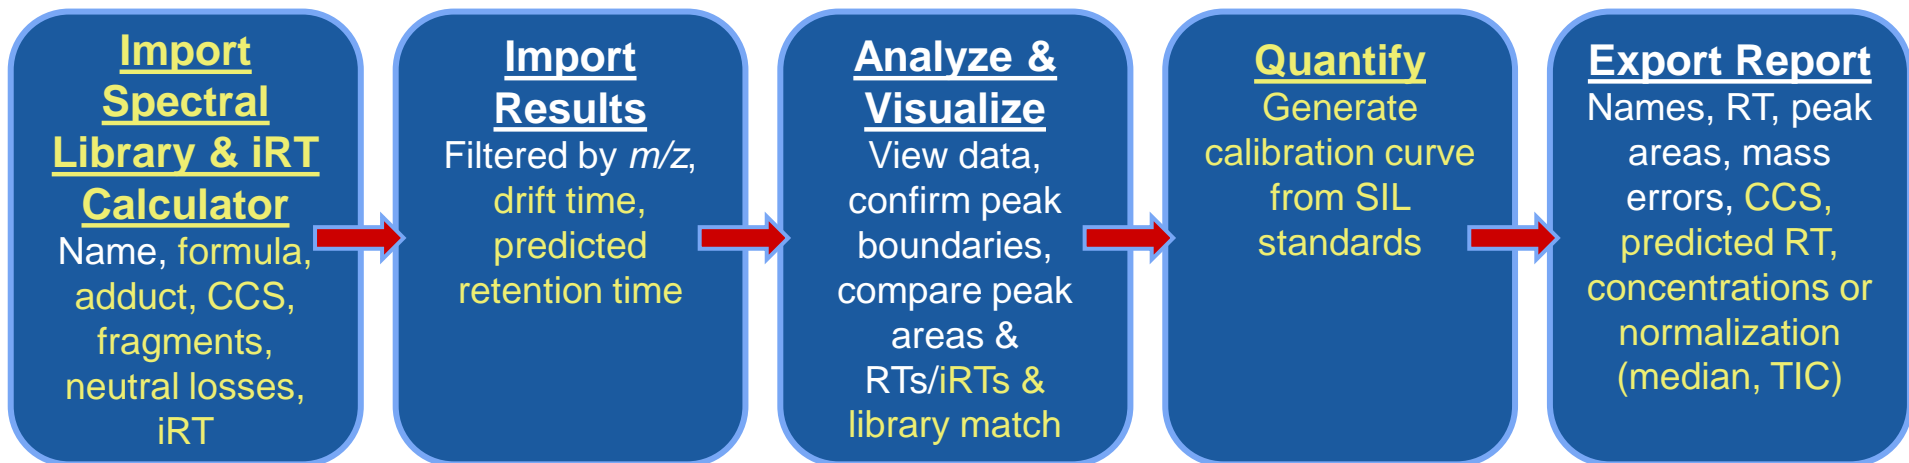 Import
Spectral
Library & iRT
Calculator
Name, formula,
adduct, CCS,
fragments,
neutral losses,
iRT
Import
Results
Filtered by m/z,
drift time,
predicted
retention time
Analyze &
Visualize
View data,
confirm peak
boundaries,
compare peak
areas &
RTs/iRTs &
library match
Quantify
Generate
calibration curve
from SIL
standards
Export Report
Names, RT, peak
areas, mass
errors, CCS,
predicted RT,
concentrations or
normalization
(median, TIC)